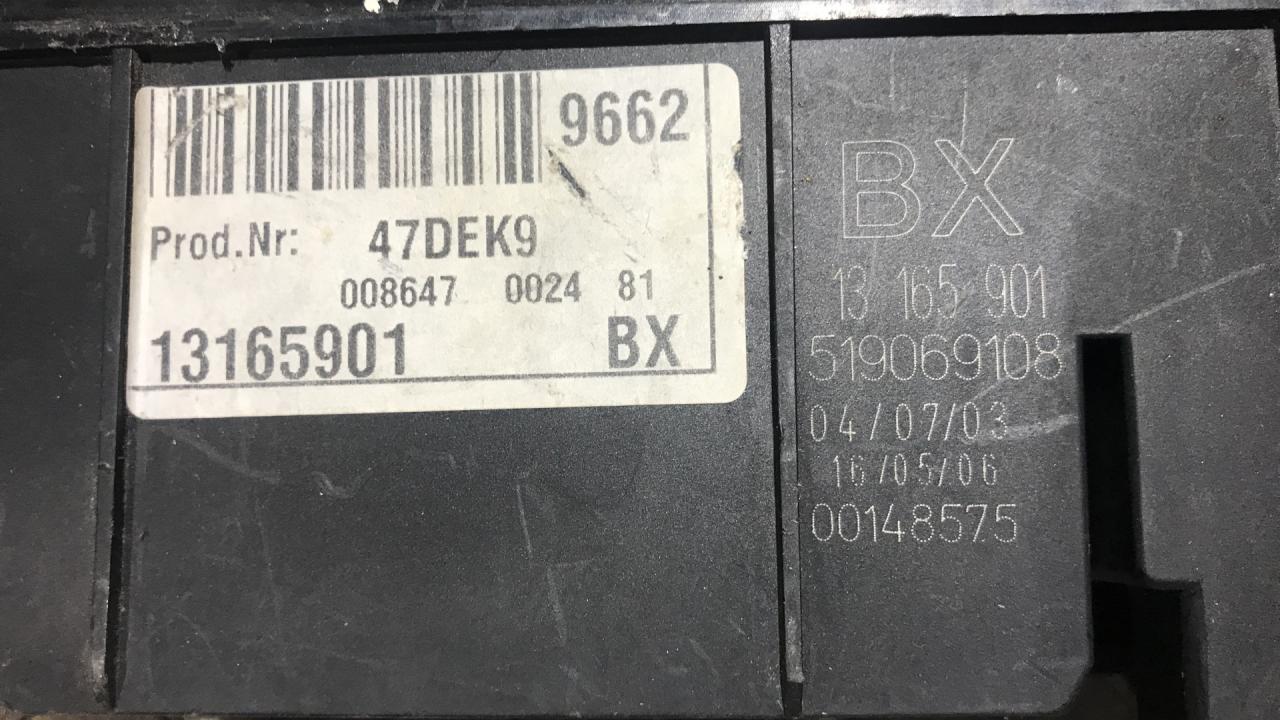 9662
Prod.Nr: 47DEK9
008647 0024 81
13165901 BX
BX
13 165 901
519069108
04/07/03
16/05/06
00148575